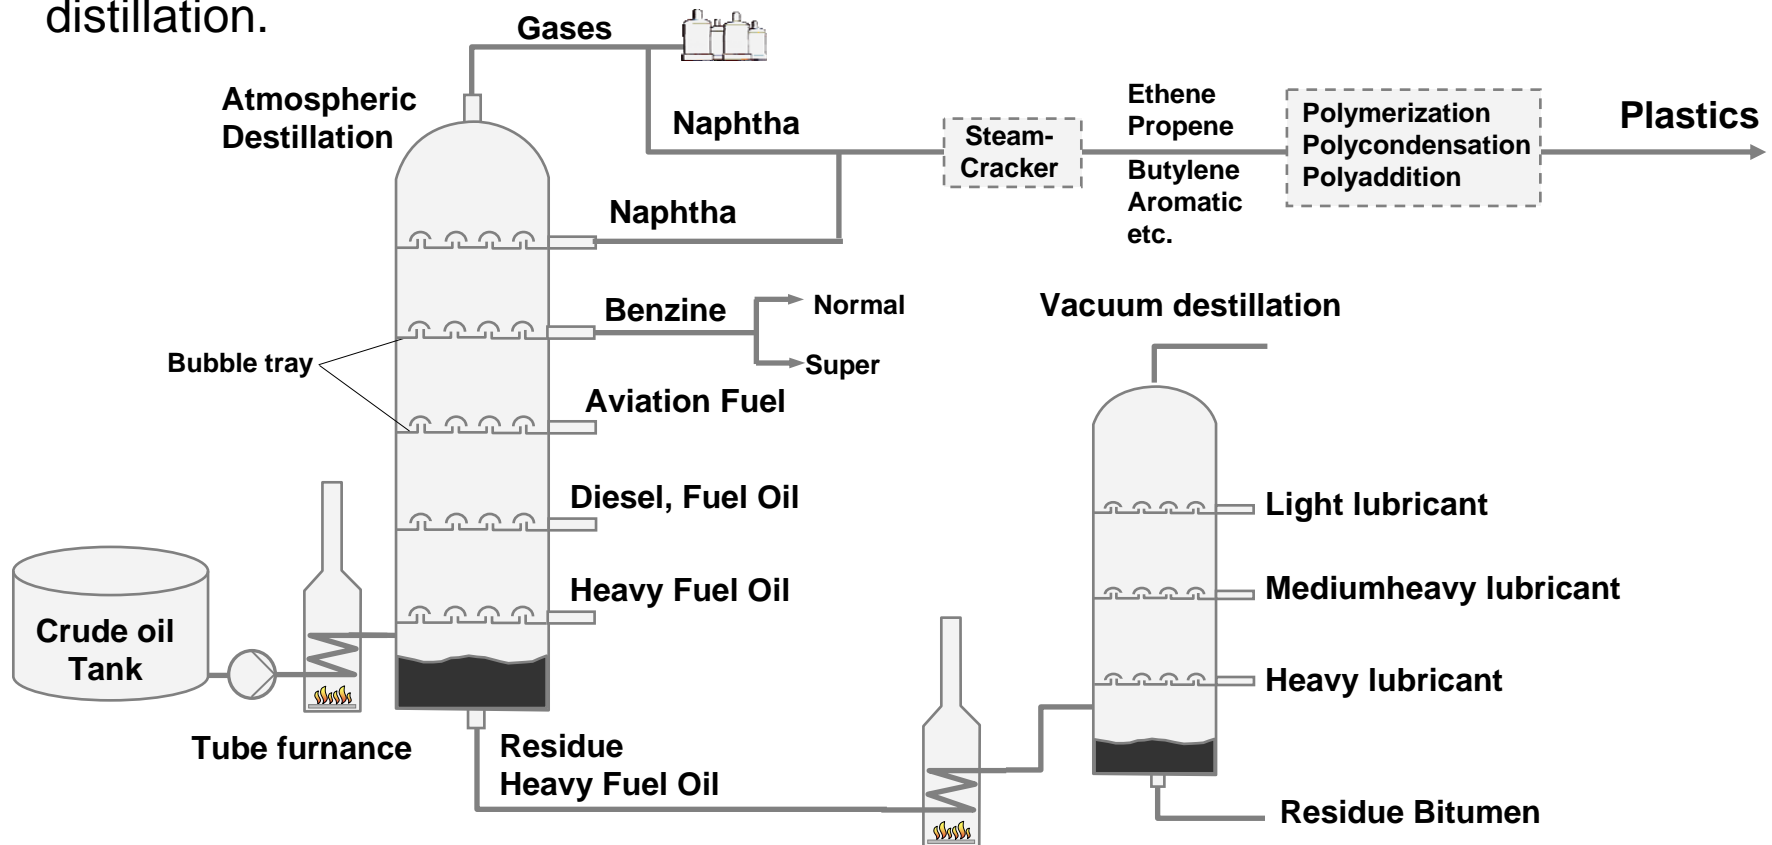 distillation.
Gases
Atmospheric
Destillation
Naphtha
Steam-
Cracker
Ethene
Propene
Butylene
Aromatic
etc.
Polymerization
Polycondensation
Polyaddition
Plastics
Naphtha
Benzine
Normal
Super
Bubble tray
Aviation Fuel
Diesel, Fuel Oil
Heavy Fuel Oil
Crude oil
Tank
Tube furnance
Residue
Heavy Fuel Oil
Vacuum destillation
Light lubricant
Mediumheavy lubricant
Heavy lubricant
Residue Bitumen